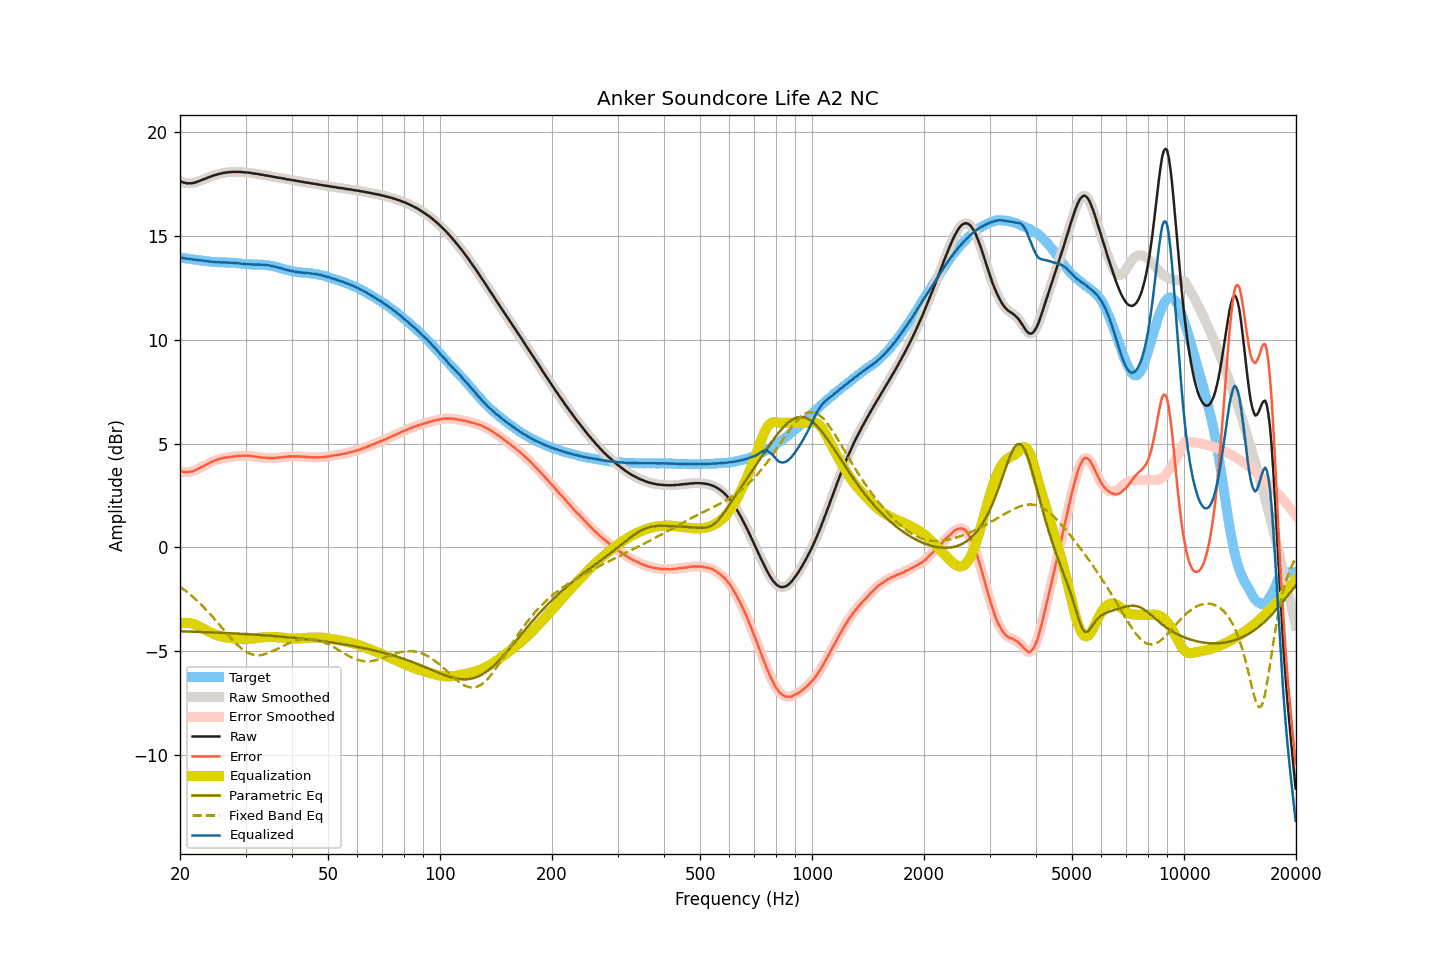 Anker Soundcore Life A2 NC
20
15
10
5
0
−5
−10
Amplitude (dBr)
Target
Raw Smoothed
Error Smoothed
Raw
Error
Equalization
Parametric Eq
Fixed Band Eq
Equalized
20 50 100 200 500 1000 2000 5000 10000 20000
Frequency (Hz)